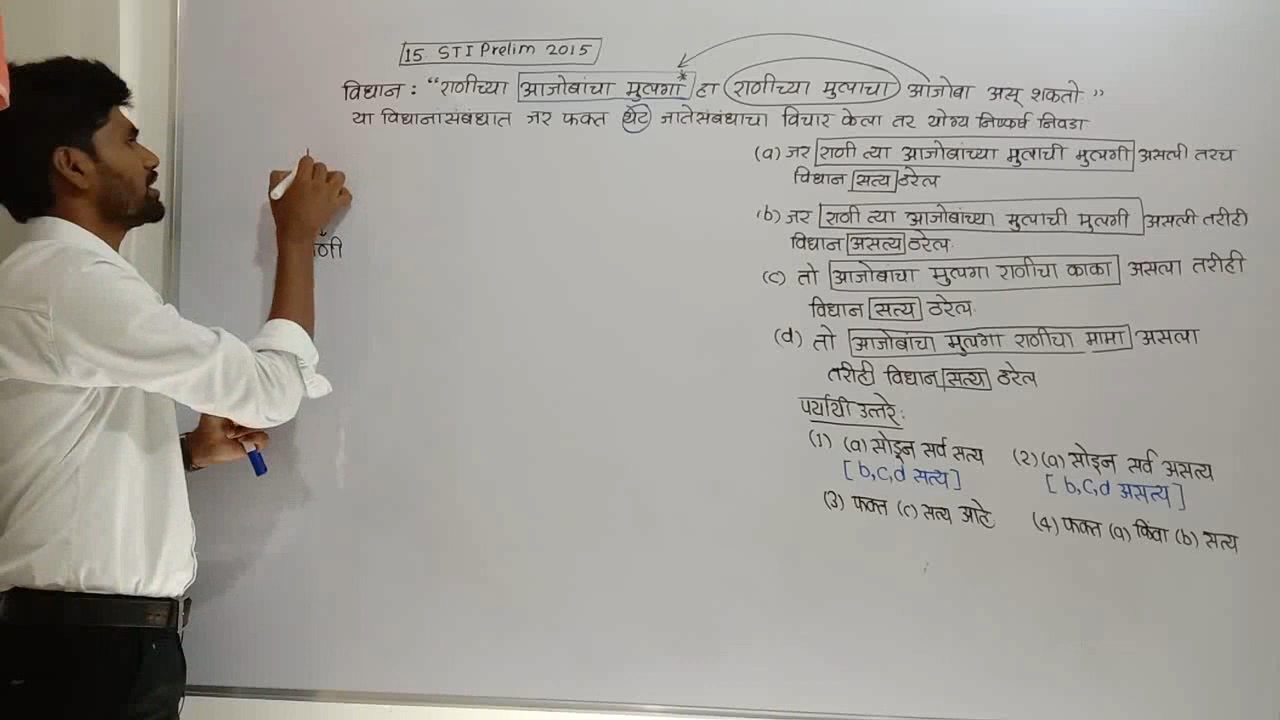 15 STI Prelim 2015
विधान : “राणीच्या आजोबांचा मुलगा* हा राणीच्या मुलाचा आजोबा असू शकतो.”
या विधानासंबंधात जर फक्त थेट नातेसंबंधाचा विचार केला तर योग्य निष्कर्ष निवडा
(a) जर राणी त्या आजोबांच्या मुलाची मुलगी असली तरच
विधान सत्य ठरेल
(b) जर राणी त्या आजोबांच्या मुलाची मुलगी असली तरीही
विधान असत्य ठरेल.
(c) तो आजोबांचा मुलगा राणीचा काका असला तरीही
विधान सत्य ठरेल.
(d) तो आजोबांचा मुलगा राणीचा मामा असला
तरीही विधान सत्य ठरेल
पर्यायी उत्तरे:
(1) (a) सोडून सर्व सत्य (2) (a) सोडून सर्व असत्य
[b,c,d सत्य] [b,c,d असत्य]
(3) फक्त (c) सत्य आहे. (4) फक्त (a) किंवा (b) सत्य